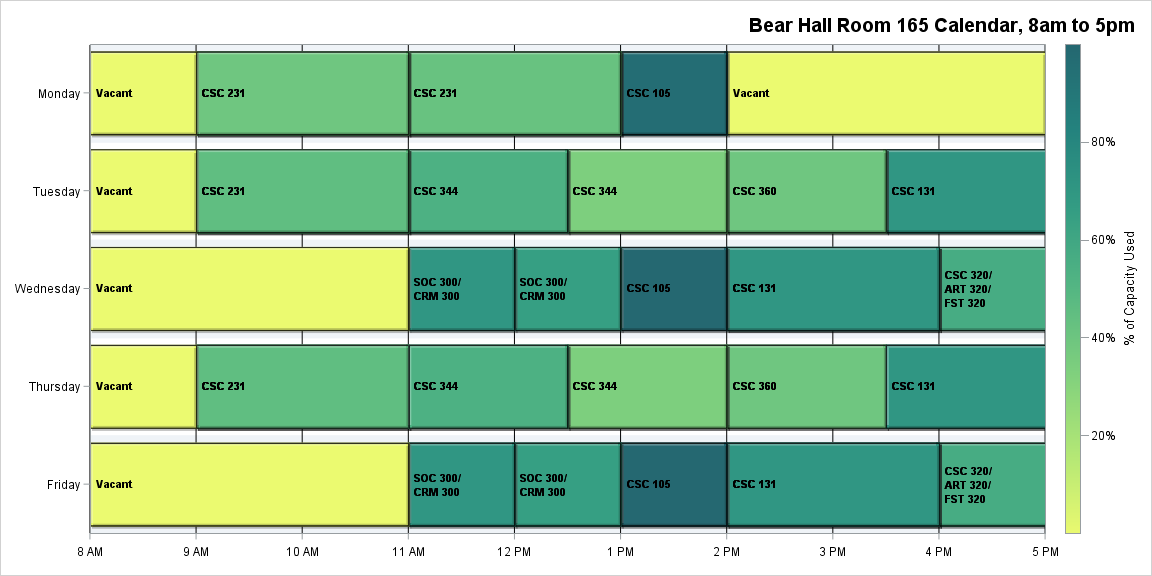 Bear Hall Room 165 Calendar, 8am to 5pm
Monday
Vacant
CSC 231
CSC 231
CSC 105
Vacant
Tuesday
Vacant
CSC 231
CSC 344
CSC 344
CSC 360
CSC 131
Wednesday
Vacant
SOC 300/
CRM 300
SOC 300/
CRM 300
CSC 105
CSC 131
CSC 320/
ART 320/
FST 320
Thursday
Vacant
CSC 231
CSC 344
CSC 344
CSC 360
CSC 131
Friday
Vacant
SOC 300/
CRM 300
SOC 300/
CRM 300
CSC 105
CSC 131
CSC 320/
ART 320/
FST 320
8 AM
9 AM
10 AM
11 AM
12 PM
1 PM
2 PM
3 PM
4 PM
5 PM
80%
60%
40%
20%
% of Capacity Used